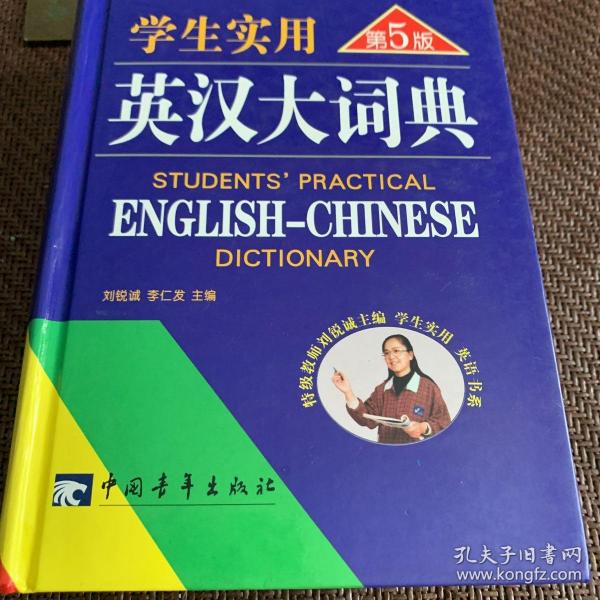 学生实用
第5版
英汉大词典
STUDENTS' PRACTICAL
ENGLISH-CHINESE
DICTIONARY
刘锐诚 李仁发 主编
特级教师刘锐诚主编 学生实用 英语书系
中国青年出版社
孔夫子旧书网
www.kongfz.com